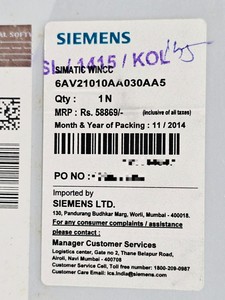 SIEMENS
SL / 1415 / KOL
SIMATIC WINCC
6AV21010AA030AA5
Qty : 1 N
MRP : Rs. 58869/- (inclusive of all taxes)
Month & Year of Packing : 11 / 2014
PO NO :
Imported by
SIEMENS LTD.
130, Pandurang Budhkar Marg, Worli, Mumbai - 400018.
For any consumer complaints / assistance
please contact :
Manager Customer Services
Logistics center, Gate no 2, Thane Belapur Road,
Airoli, Navi Mumbai - 400708
Customer Service Cell, Toll free number: 1800-209-0987
Customer Care email: ics.india@siemens.com